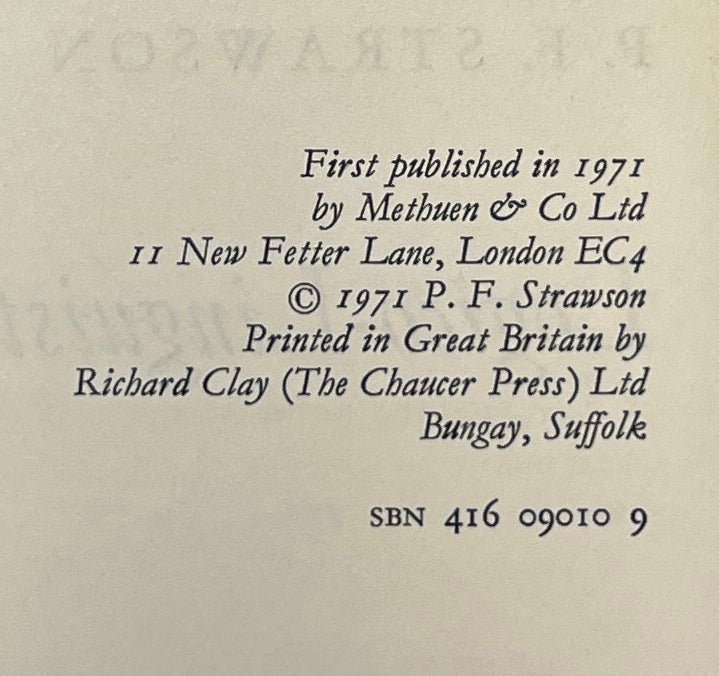 P. F. STRAWSON
First published in 1971
by Methuen & Co Ltd
11 New Fetter Lane, London EC4
© 1971 P. F. Strawson
Printed in Great Britain by
Richard Clay (The Chaucer Press) Ltd
Bungay, Suffolk
SBN 416 09010 9